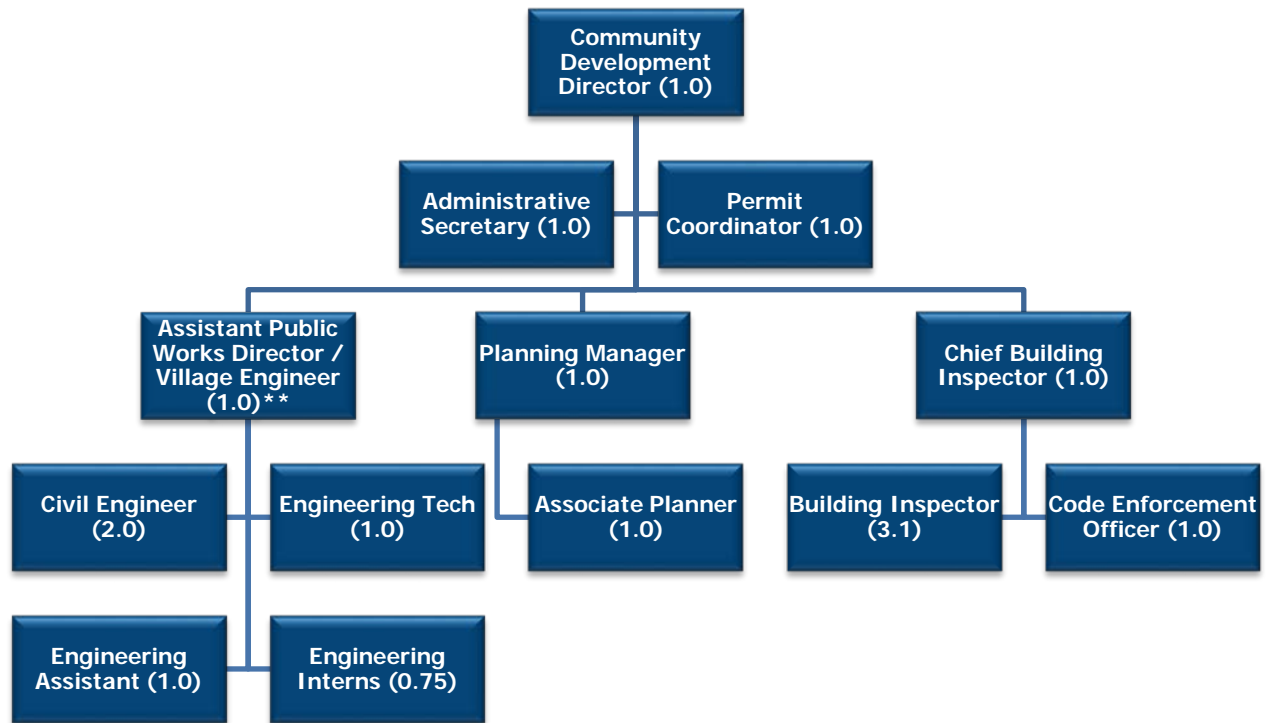 Community
Development
Director (1.0)
Administrative
Secretary (1.0)
Permit
Coordinator (1.0)
Assistant Public
Works Director /
Village Engineer
(1.0)**
Planning Manager
(1.0)
Chief Building
Inspector (1.0)
Civil Engineer
(2.0)
Engineering Tech
(1.0)
Associate Planner
(1.0)
Building Inspector
(3.1)
Code Enforcement
Officer (1.0)
Engineering
Assistant (1.0)
Engineering
Interns (0.75)